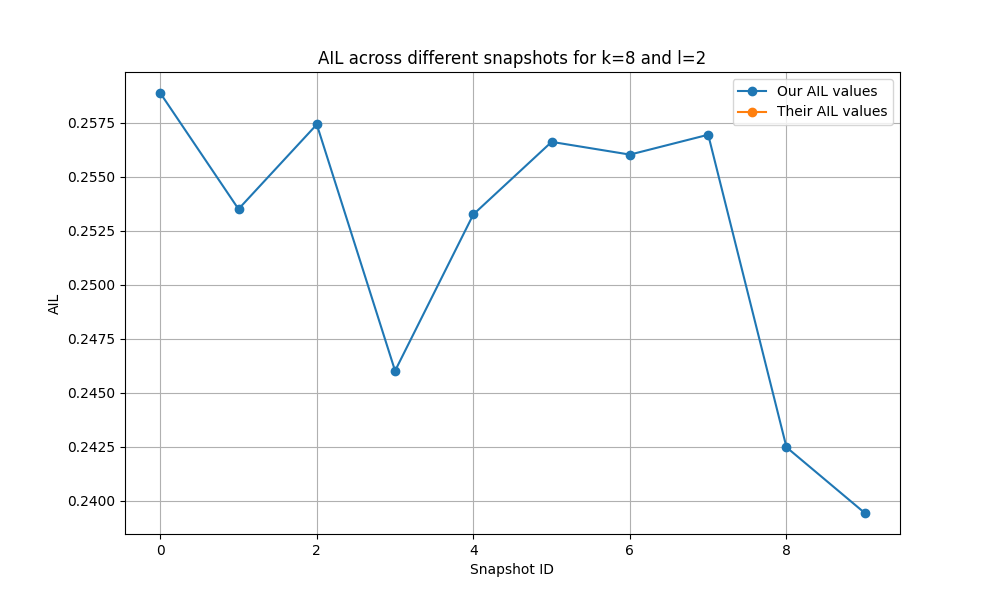 AIL across different snapshots for k=8 and l=2
Our AIL values
Their AIL values
0.2575
0.2550
0.2525
0.2500
0.2475
0.2450
0.2425
0.2400
AIL
0 2 4 6 8
Snapshot ID